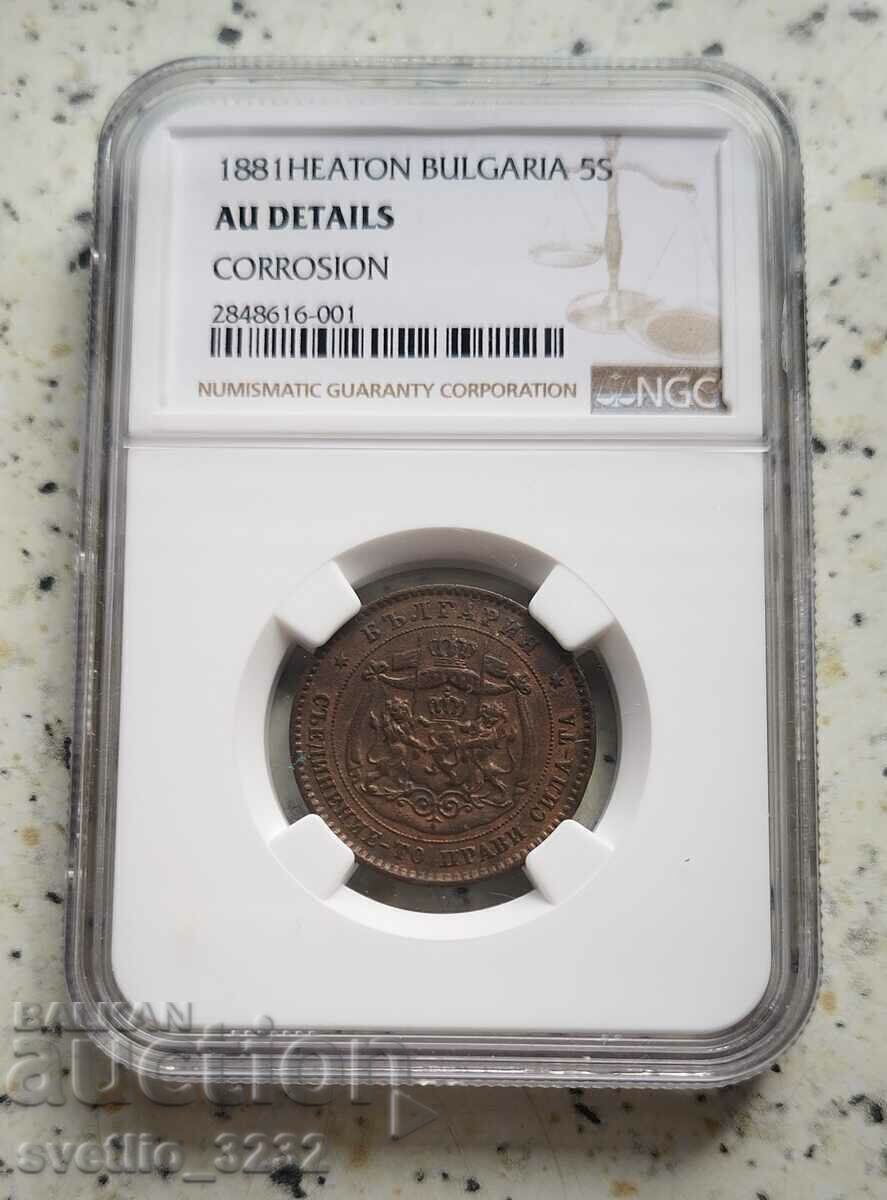 1881HEATON BULGARIA 5S
AU DETAILS
CORROSION
2848616-001
NUMISMATIC GUARANTY CORPORATION
NGC
* БЪЛГАРИЯ *
СЪЕДИНЕНИЕ-ТО ПРАВИ СИЛА-ТА
BALKAN
auction
svetlio_3232